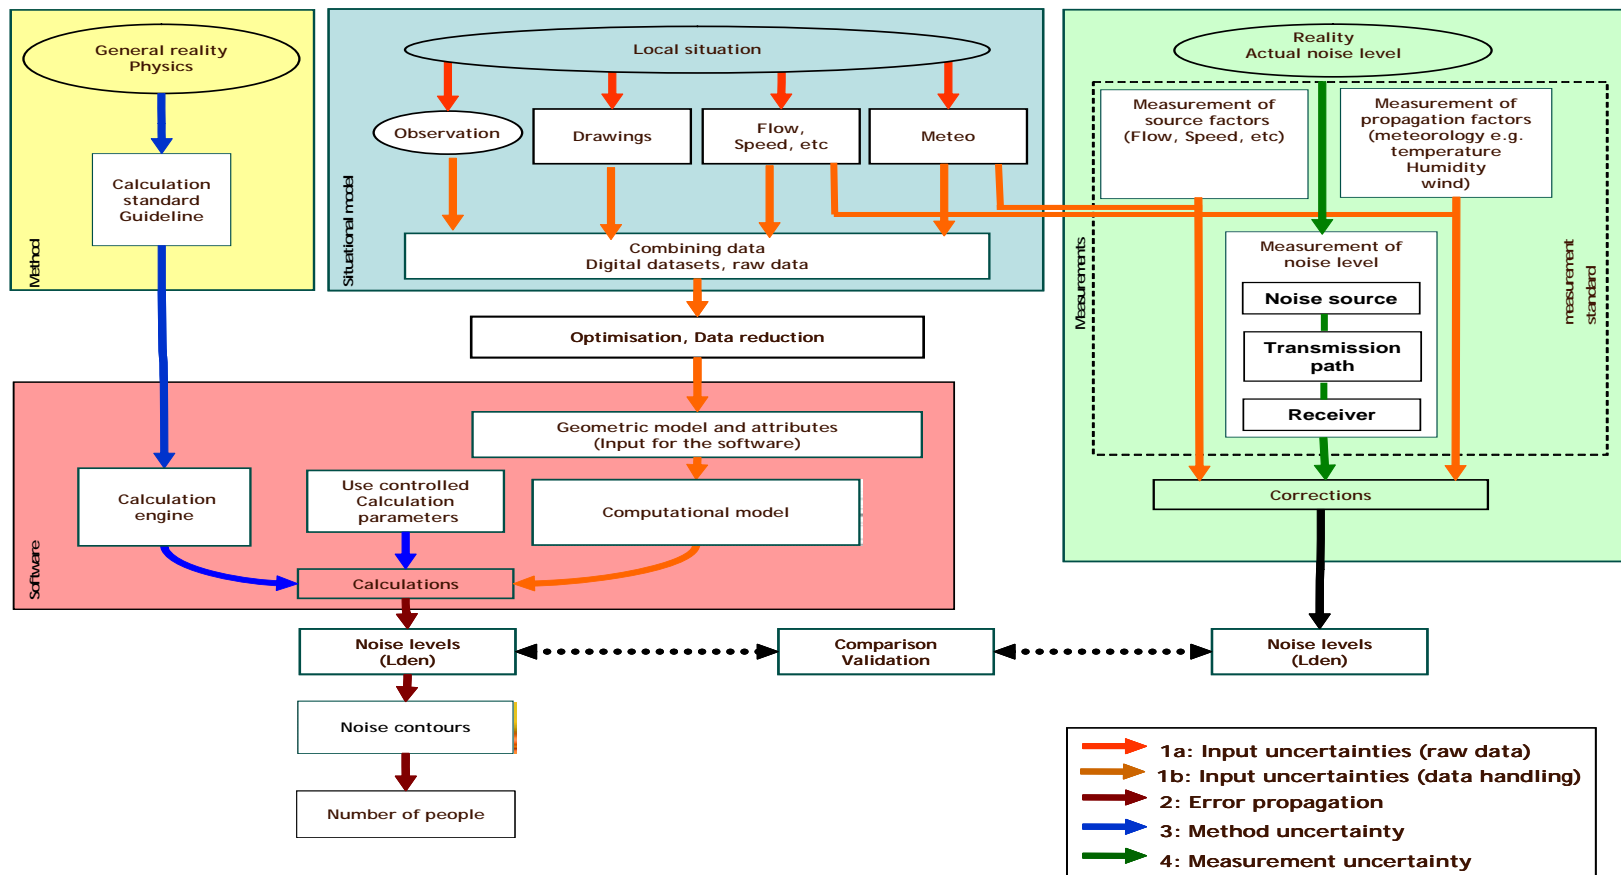 General reality
Physics
Calculation
standard
Guideline
Method
Local situation
Observation
Drawings
Flow,
Speed, etc
Meteo
Combining data
Digital datasets, raw data
Situational model
Reality
Actual noise level
Measurement of
source factors
(Flow, Speed, etc)
Measurement of
propagation factors
(meteorology e.g.
temperature
Humidity
wind)
Measurement of
noise level
Noise source
Transmission
path
Receiver
Measurements
measurement
standard
Corrections
Optimisation, Data reduction
Geometric model and attributes
(Input for the software)
Calculation
engine
Use controlled
Calculation
parameters
Computational model
Calculations
Software
Noise levels
(Lden)
Comparison
Validation
Noise levels
(Lden)
Noise contours
Number of people
1a: Input uncertainties (raw data)
1b: Input uncertainties (data handling)
2: Error propagation
3: Method uncertainty
4: Measurement uncertainty